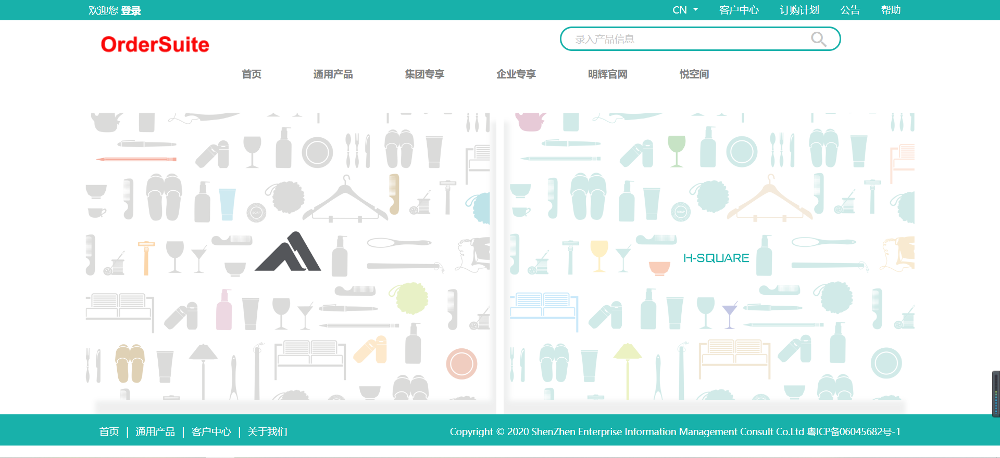 欢迎您 登录
CN 客户中心 订购计划 公告 帮助
OrderSuite
录入产品信息
首页 通用产品 集团专享 企业专享 明辉官网 悦空间
SOAP
SOAP
H-SQUARE
首页 | 通用产品 | 客户中心 | 关于我们
Copyright © 2020 ShenZhen Enterprise Information Management Consult Co.Ltd 粤ICP备06045682号-1